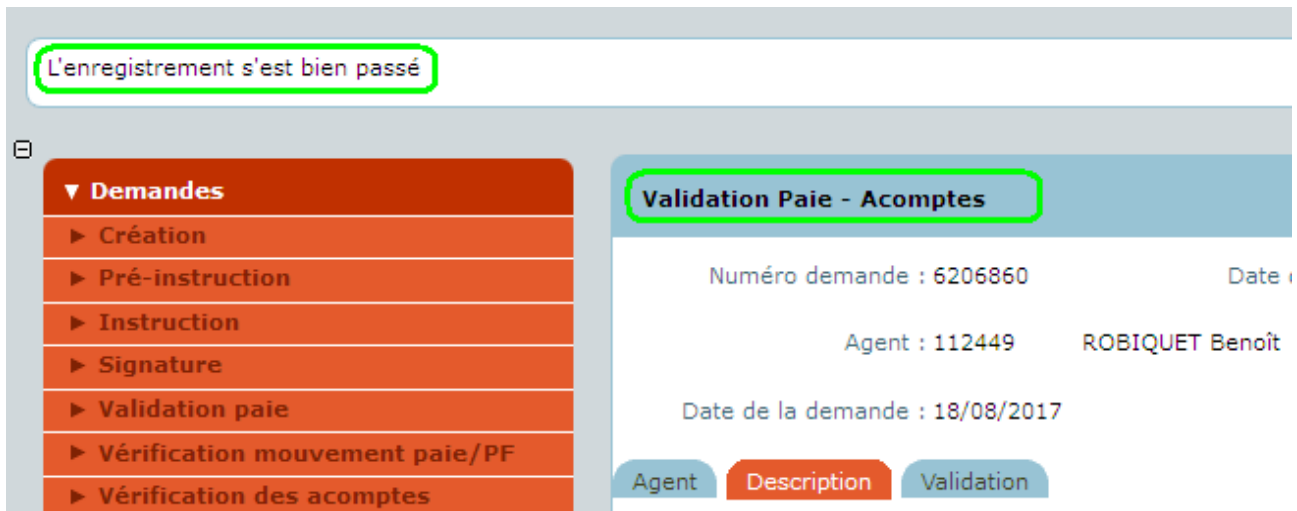 L'enregistrement s'est bien passé
▼ Demandes
► Création
► Pré-instruction
► Instruction
► Signature
► Validation paie
► Vérification mouvement paie/PF
► Vérification des acomptes
Validation Paie - Acomptes
Numéro demande : 6206860 Date
Agent : 112449 ROBIQUET Benoît
Date de la demande : 18/08/2017
Agent Description Validation